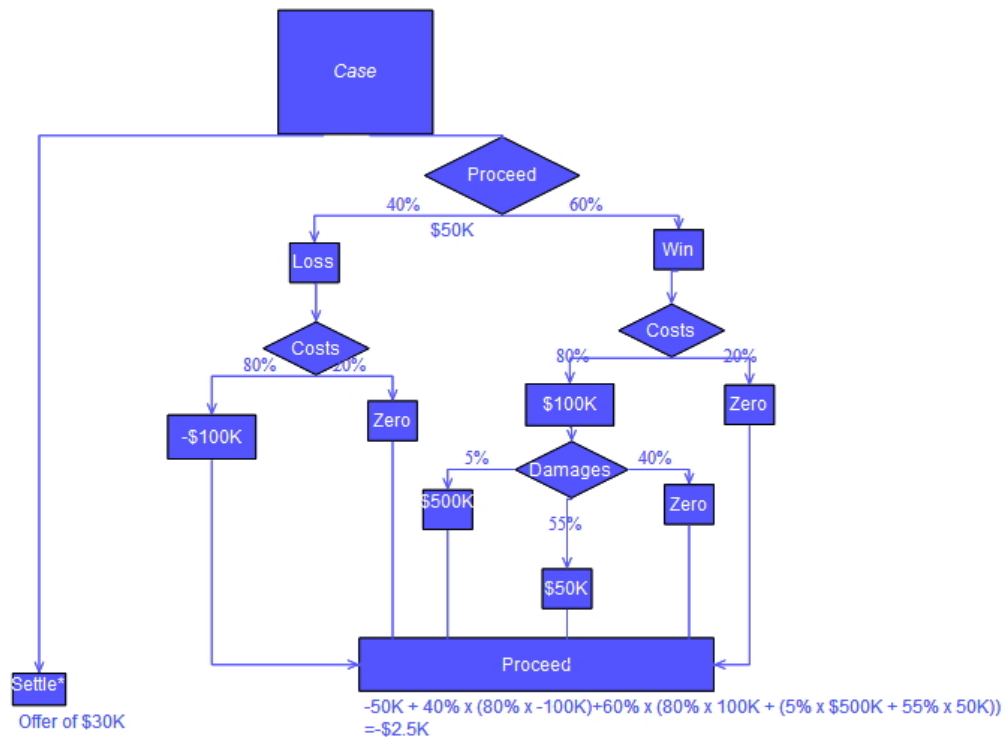 Case
Proceed
40%
60%
$50K
Loss
Win
Costs
Costs
80%
20%
80%
20%
$100K
Zero
-$100K
Zero
5%
Damages
40%
$500K
Zero
55%
$50K
Proceed
Settle*
Offer of $30K
-50K + 40% x (80% x -100K)+60% x (80% x 100K + (5% x $500K + 55% x 50K))
=-$2.5K